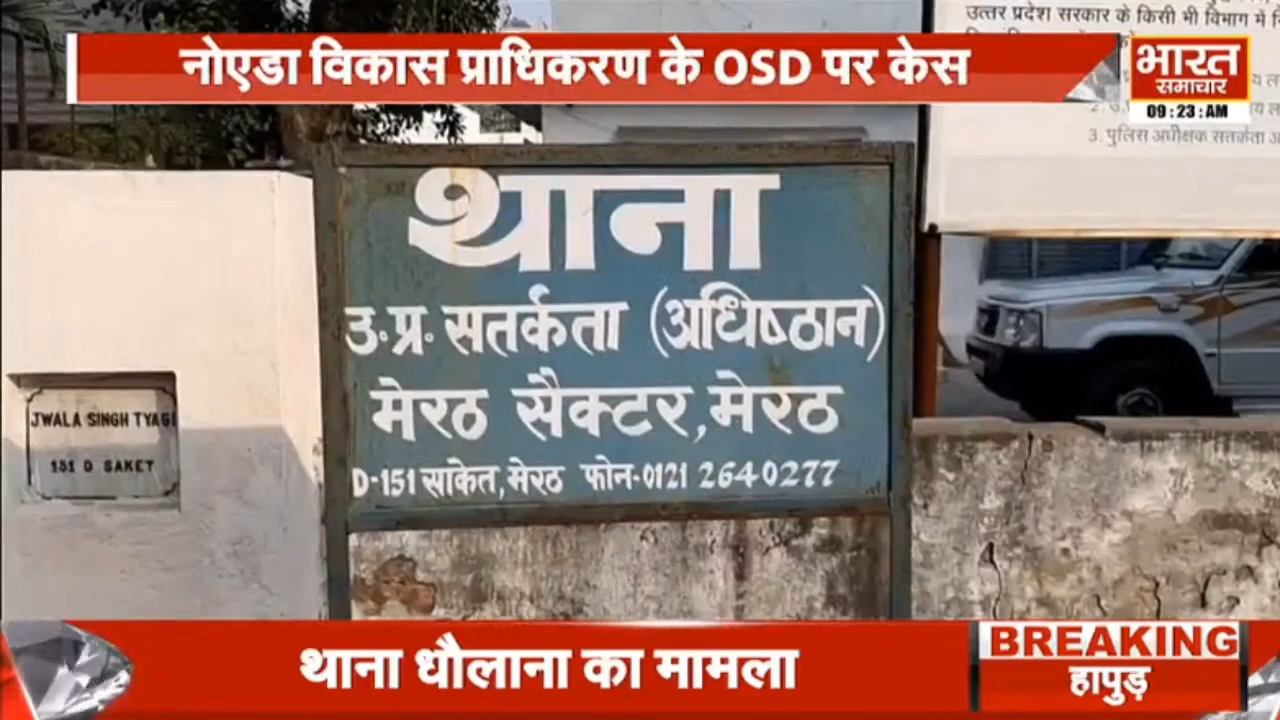 उत्तर प्रदेश सरकार के किसी भी विभाग में
नोएडा विकास प्राधिकरण के OSD पर केस
भारत
समाचार
09:23:AM
3. पुलिस अधीक्षक सतर्कता
थाना
उ.प्र. सतर्कता (अधिष्ठान)
मेरठ सैक्टर, मेरठ
D-151 साकेत, मेरठ फोन-0121 2640277
JWALA SINGH TYAGI
151 D SAKET
थाना धौलाना का मामला
BREAKING
हापुड़